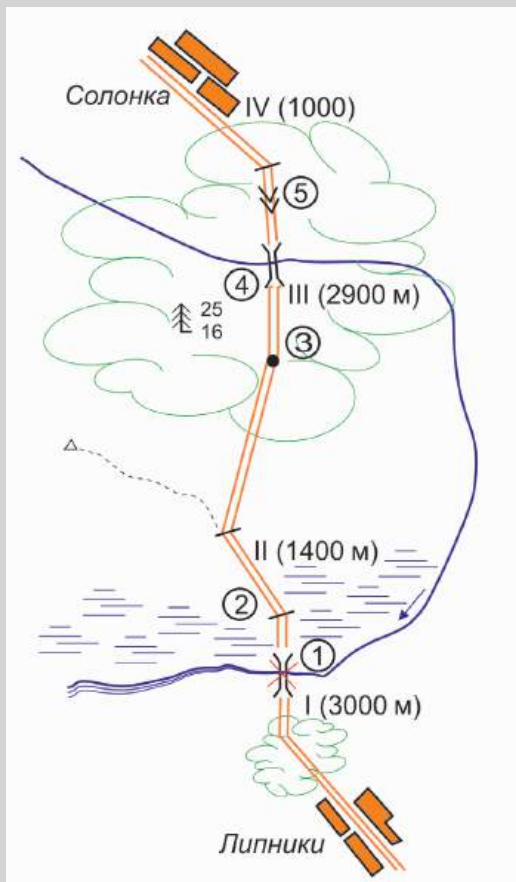 Солонка
IV (1000)
5
4
III (2900 м)
25
16
3
II (1400 м)
2
1
I (3000 м)
Липники